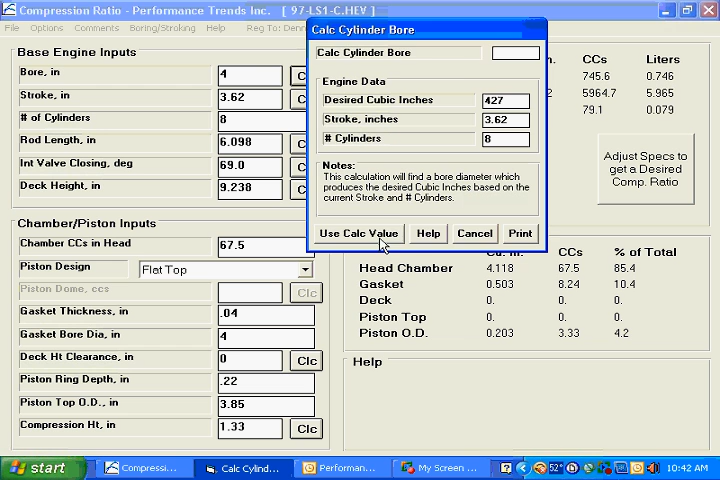 Compression Ratio - Performance Trends Inc. [ 97-LS1-C.HEV ]
File Options Comments Boring/Stroking Help Reg To: Denn
Base Engine Inputs
Bore, in 4 C
Stroke, in 3.62 C
# of Cylinders 8
Rod Length, in 6.098 C
Int Valve Closing, deg 69.0 C
Deck Height, in 9.238 C
Chamber/Piston Inputs
Chamber CCs in Head 67.5
Piston Design Flat Top
Piston Dome, ccs Clc
Gasket Thickness, in .04
Gasket Bore Dia, in 4
Deck Ht Clearance, in 0 Clc
Piston Ring Depth, in .22
Piston Top O.D., in 3.85
Compression Ht, in 1.33 Clc
Calc Cylinder Bore
Calc Cylinder Bore
Engine Data
Desired Cubic Inches 427
Stroke, inches 3.62
# Cylinders 8
Notes:
This calculation will find a bore diameter which
produces the desired Cubic Inches based on the
current Stroke and # Cylinders.
Use Calc Value Help Cancel Print
CCs Liters
745.6 0.746
5964.7 5.965
79.1 0.079
Adjust Specs to
get a Desired
Comp. Ratio
CCs % of Total
Head Chamber 4.118 67.5 85.4
Gasket 0.503 8.24 10.4
Deck 0. 0. 0.
Piston Top 0. 0. 0.
Piston O.D. 0.203 3.33 4.2
Help
start Compressi... Calc Cylind... Performan... My Screen ... 52° 10:42 AM